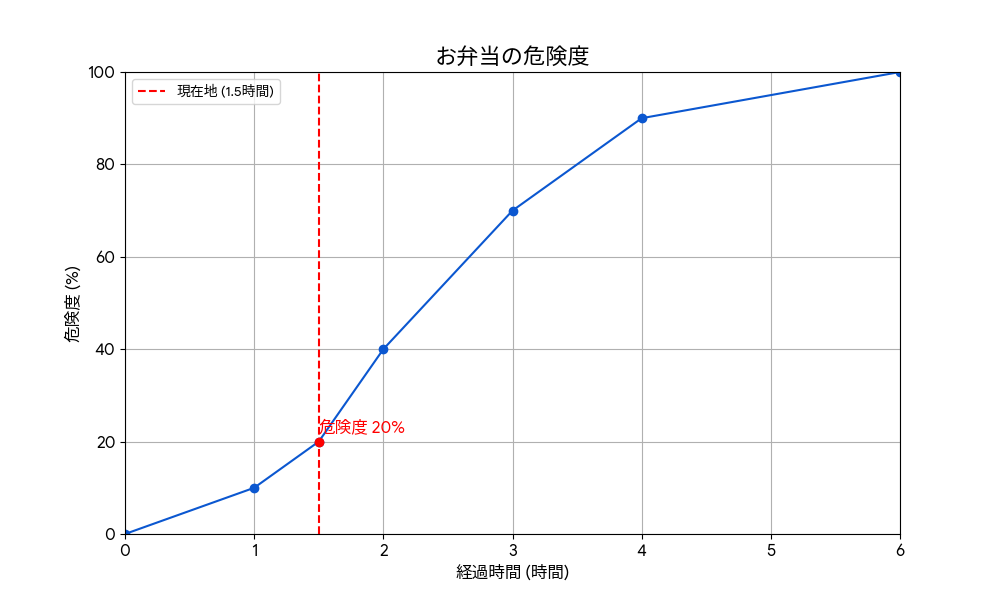 お弁当の危険度
100
現在地 (1.5時間)
80
60
危険度 (%)
40
危険度 20%
20
0
0 1 2 3 4 5 6
経過時間 (時間)